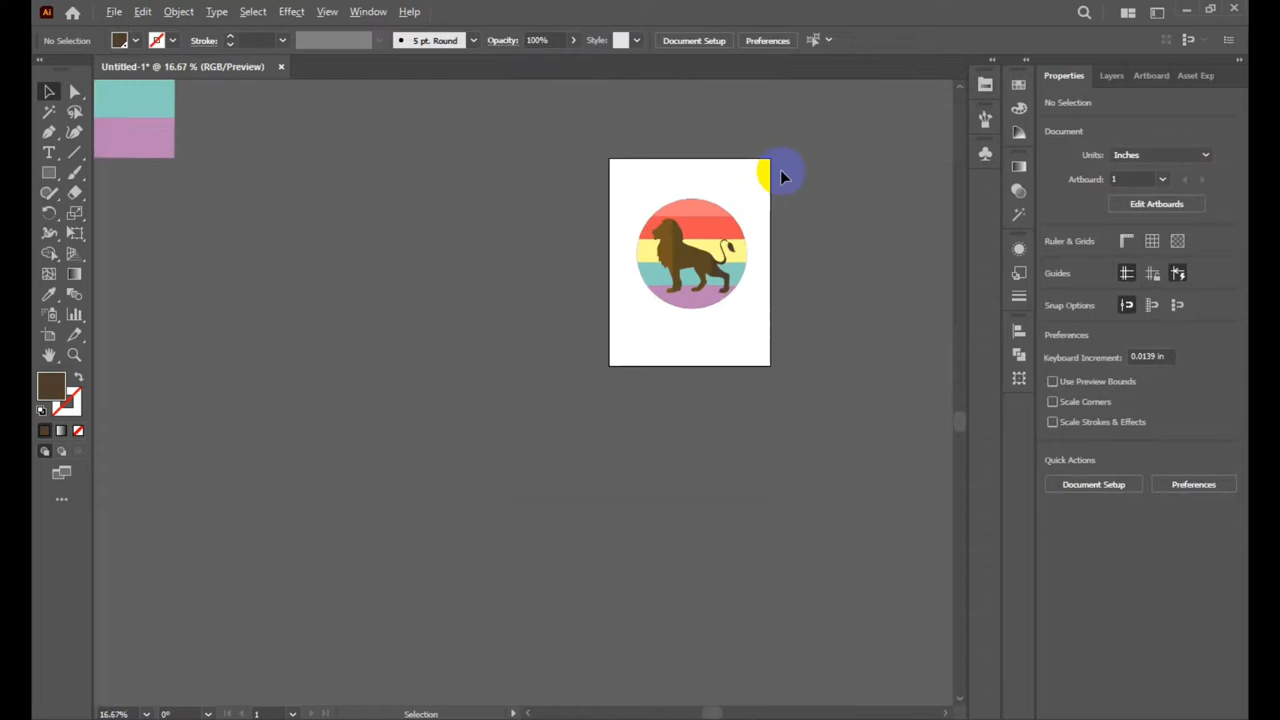 Ai File Edit Object Type Select Effect View Window Help
No Selection Stroke: 5 pt. Round Opacity: 100% Style: Document Setup Preferences
Untitled-1* @ 16.67 % (RGB/Preview) ×
Properties Layers Artboard Asset Exp
No Selection
Document
Units: Inches
Artboard: 1
Edit Artboards
Ruler & Grids
Guides
Snap Options
Preferences
Keyboard Increment: 0.0139 in
Use Preview Bounds
Scale Corners
Scale Strokes & Effects
Quick Actions
Document Setup Preferences
16.67% 0° 1 Selection